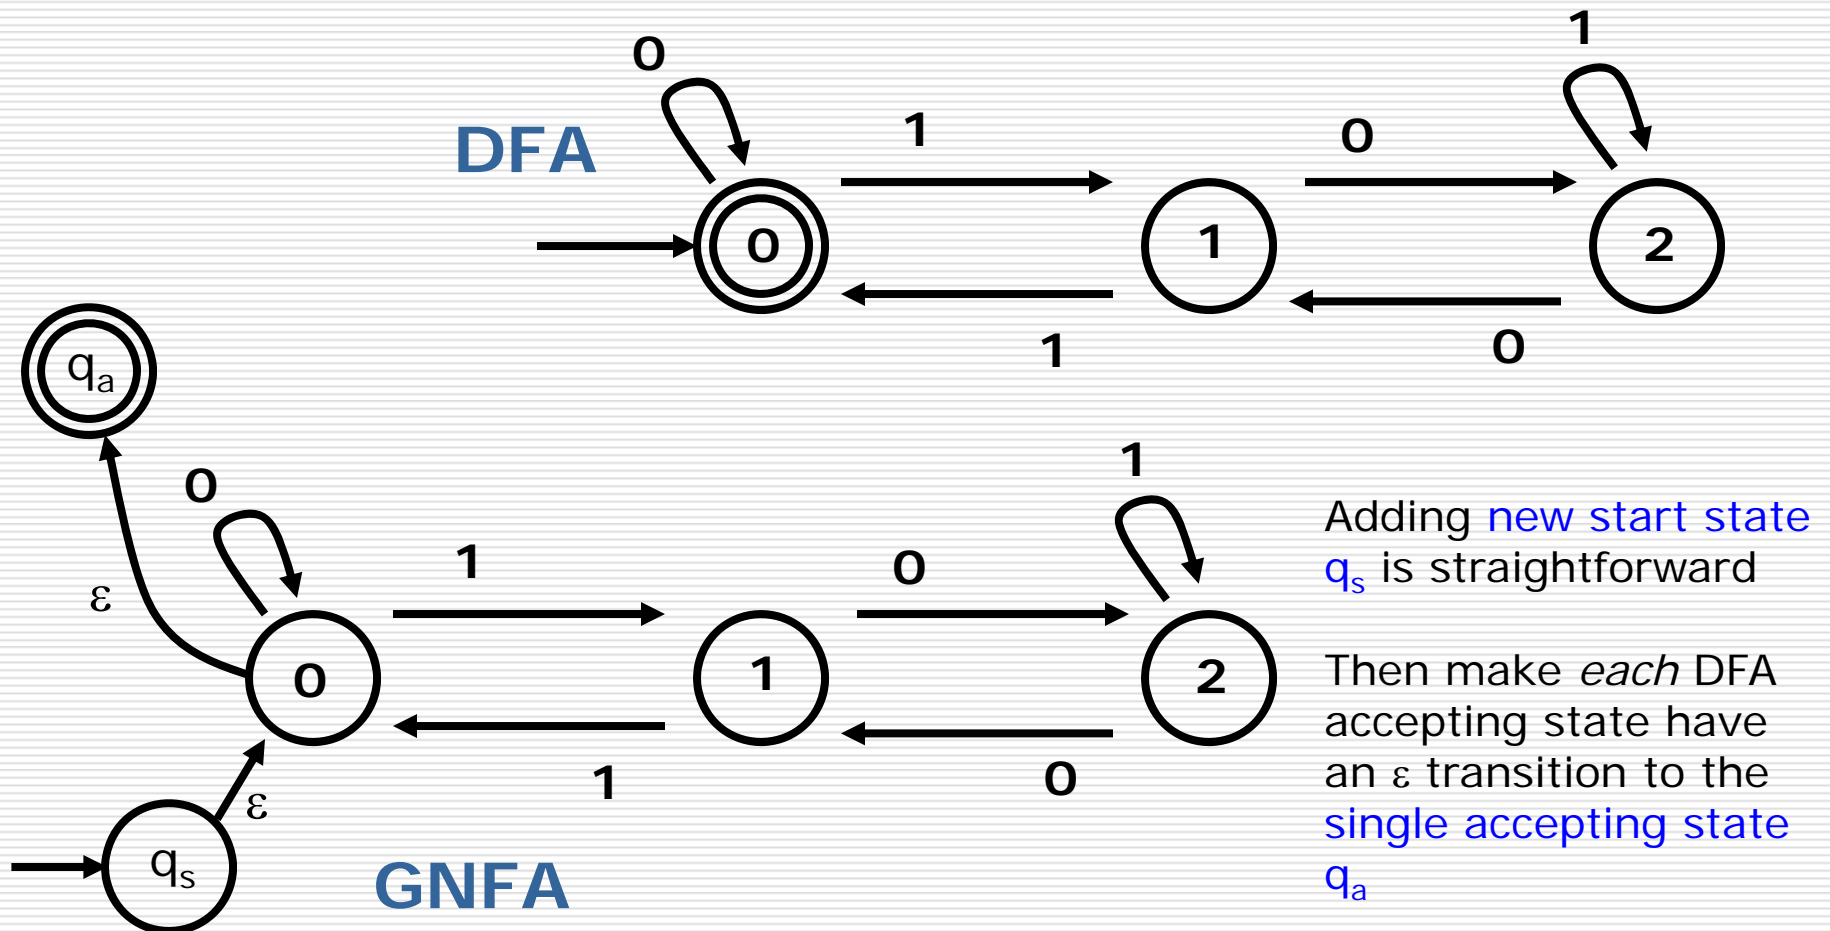 0
1
DFA
1
0
0
1
2
1
0
qₐ
0
1
ε
1
0
0
1
2
1
0
ε
qₛ
GNFA
Adding new start state
qₛ is straightforward
Then make each DFA
accepting state have
an ε transition to the
single accepting state
qₐ